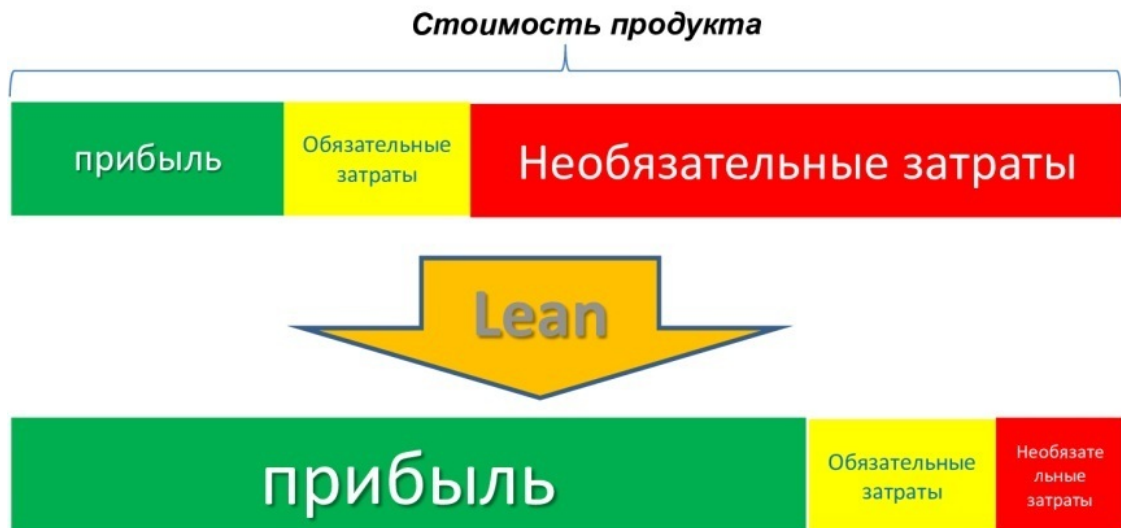 Стоимость продукта
прибыль
Обязательные
затраты
Необязательные затраты
Lean
прибыль
Обязательные
затраты
Необязате
льные
затраты